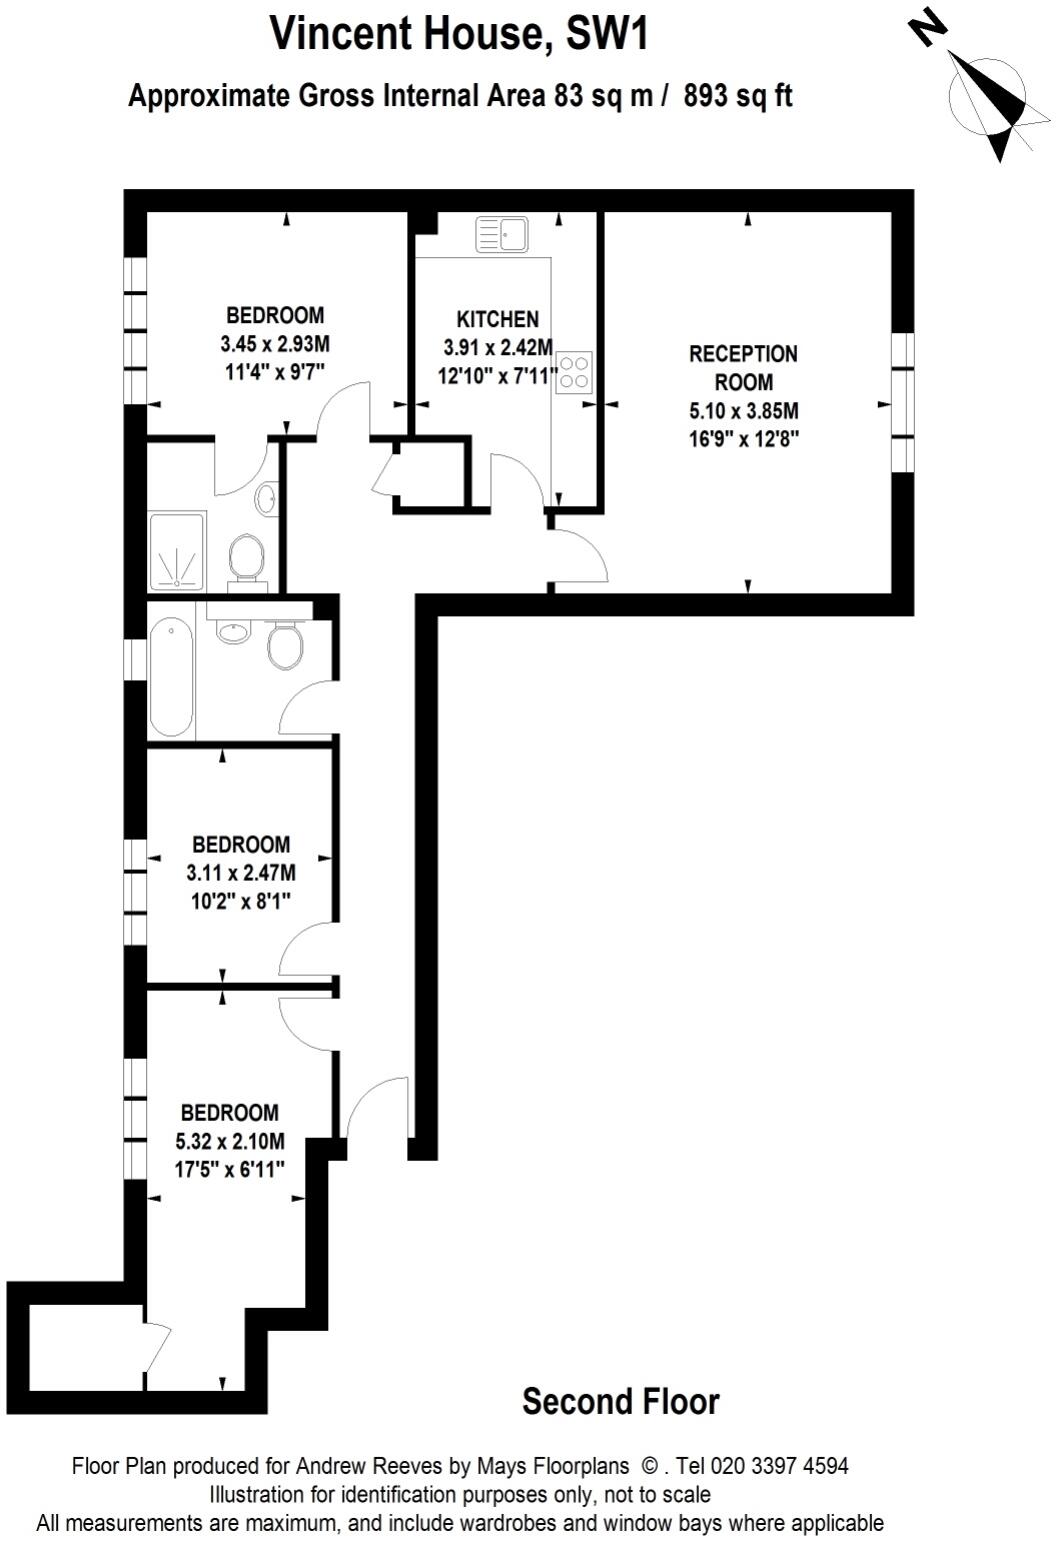 Vincent House, SW1
N
Approximate Gross Internal Area 83 sq m /  893 sq ft
BEDROOM
3.45 x 2.93M
11'4" x 9'7"
KITCHEN
3.91 x 2.42M
12'10" x 7'11"
RECEPTION
ROOM
5.10 x 3.85M
16'9" x 12'8"
BEDROOM
3.11 x 2.47M
10'2" x 8'1"
BEDROOM
5.32 x 2.10M
17'5" x 6'11"
Second Floor
Floor Plan produced for Andrew Reeves by Mays Floorplans  © . Tel 020 3397 4594
Illustration for identification purposes only, not to scale
All measurements are maximum, and include wardrobes and window bays where applicable